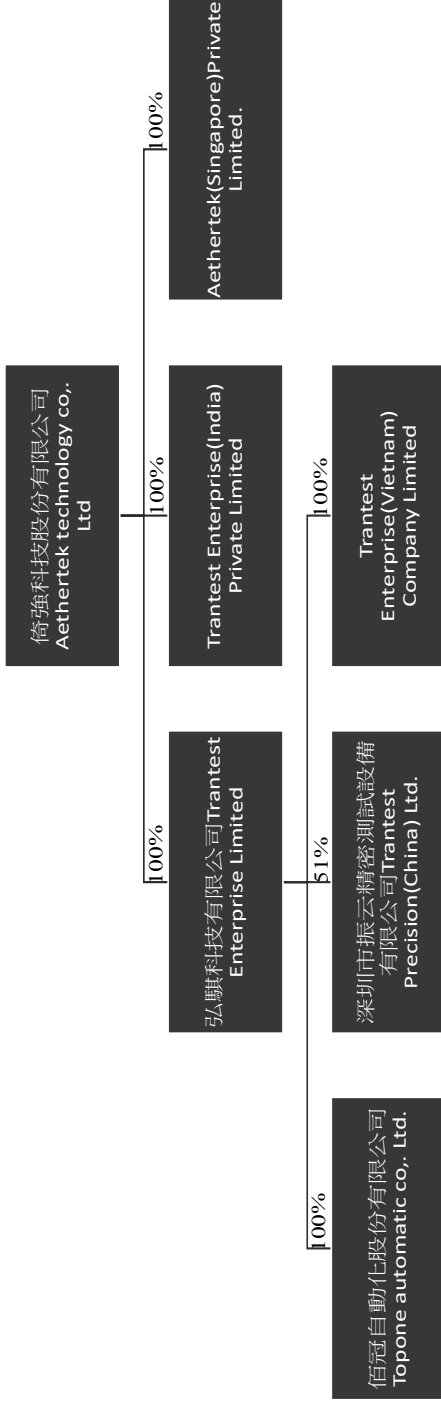 倚強科技股份有限公司
Aethertek technology co,.
Ltd
100%
100%
100%
弘騏科技有限公司Trantest
Enterprise Limited
Trantest Enterprise(India)
Private Limited
Aethertek(Singapore)Private
Limited.
100%
51%
100%
佰冠自動化股份有限公司
Topone automatic co,. Ltd.
深圳市振云精密測試設備
有限公司Trantest
Precision(China) Ltd.
Trantest
Enterprise(Vietnam)
Company Limited